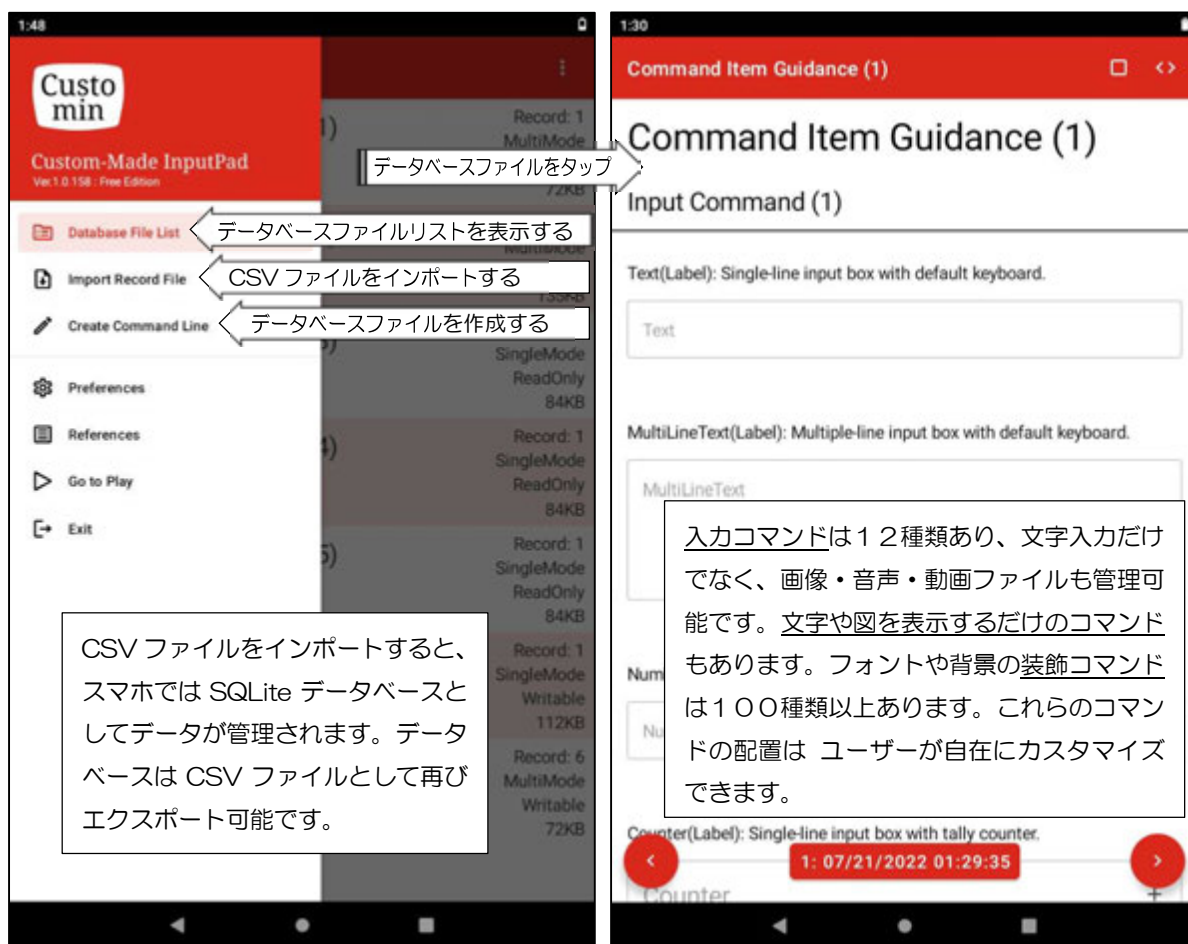 1:48
Custo
min
Custom-Made InputPad
Ver.1.0.158 : Free Edition
Database File List
データベースファイルリストを表示する
Import Record File
CSV ファイルをインポートする
Create Command Line
データベースファイルを作成する
Preferences
References
Go to Play
Exit
CSV ファイルをインポートすると、
スマホでは SQLite データベースと
してデータが管理されます。データ
ベースは CSV ファイルとして再び
エクスポート可能です。
1)
Record: 1
MultiMode
データベースファイルをタップ
72KB
MultiMode
135KB
3)
SingleMode
ReadOnly
84KB
4)
Record: 1
SingleMode
ReadOnly
84KB
5)
Record: 1
SingleMode
ReadOnly
84KB
Record: 1
SingleMode
Writable
112KB
Record: 6
MultiMode
Writable
72KB
1:30
Command Item Guidance (1)
Command Item Guidance (1)
Input Command (1)
Text(Label): Single-line input box with default keyboard.
Text
MultiLineText(Label): Multiple-line input box with default keyboard.
MultiLineText
入力コマンドは12種類あり、文字入力だけ
でなく、画像・音声・動画ファイルも管理可
能です。文字や図を表示するだけのコマンド
もあります。フォントや背景の装飾コマンド
は100種類以上あります。これらのコマン
ドの配置は ユーザーが自在にカスタマイズ
できます。
Num
Nu
Counter(Label): Single-line input box with tally counter.
1: 07/21/2022 01:29:35
Counter
+